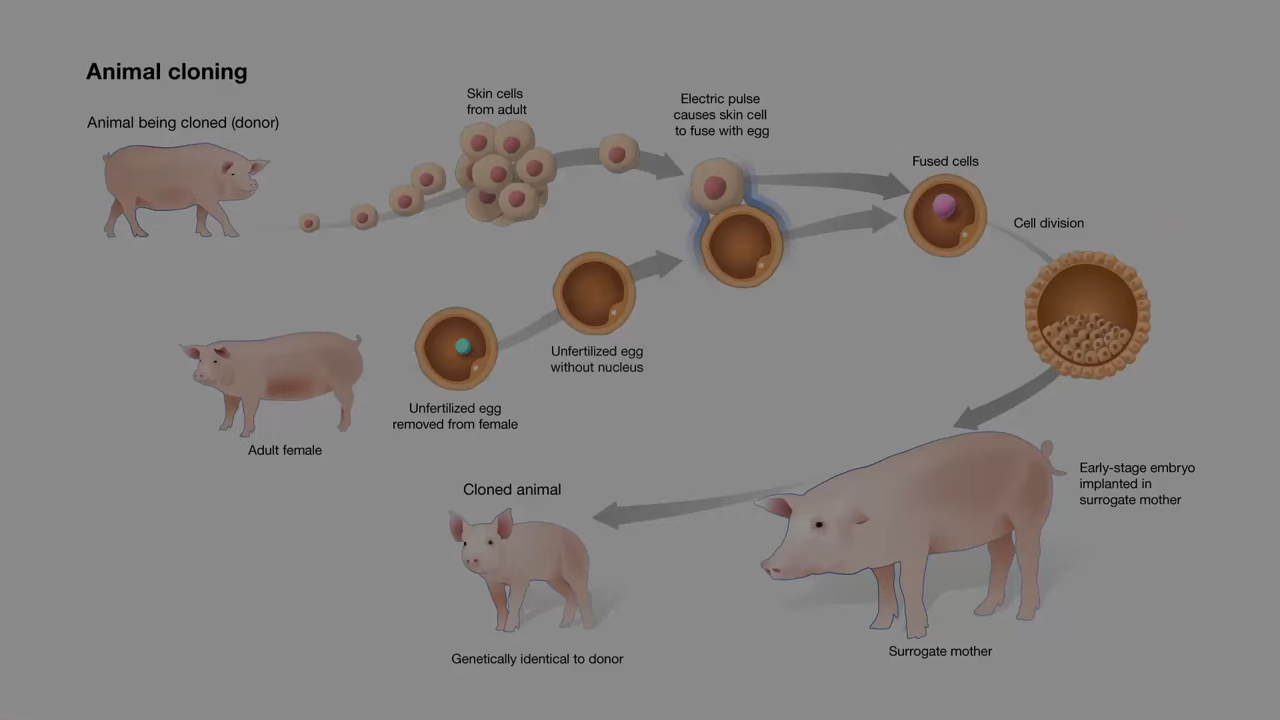 Animal cloning
Animal being cloned (donor)
Skin cells
from adult
Electric pulse
causes skin cell
to fuse with egg
Fused cells
Cell division
Unfertilized egg
without nucleus
Unfertilized egg
removed from female
Adult female
Early-stage embryo
implanted in
surrogate mother
Cloned animal
Surrogate mother
Genetically identical to donor